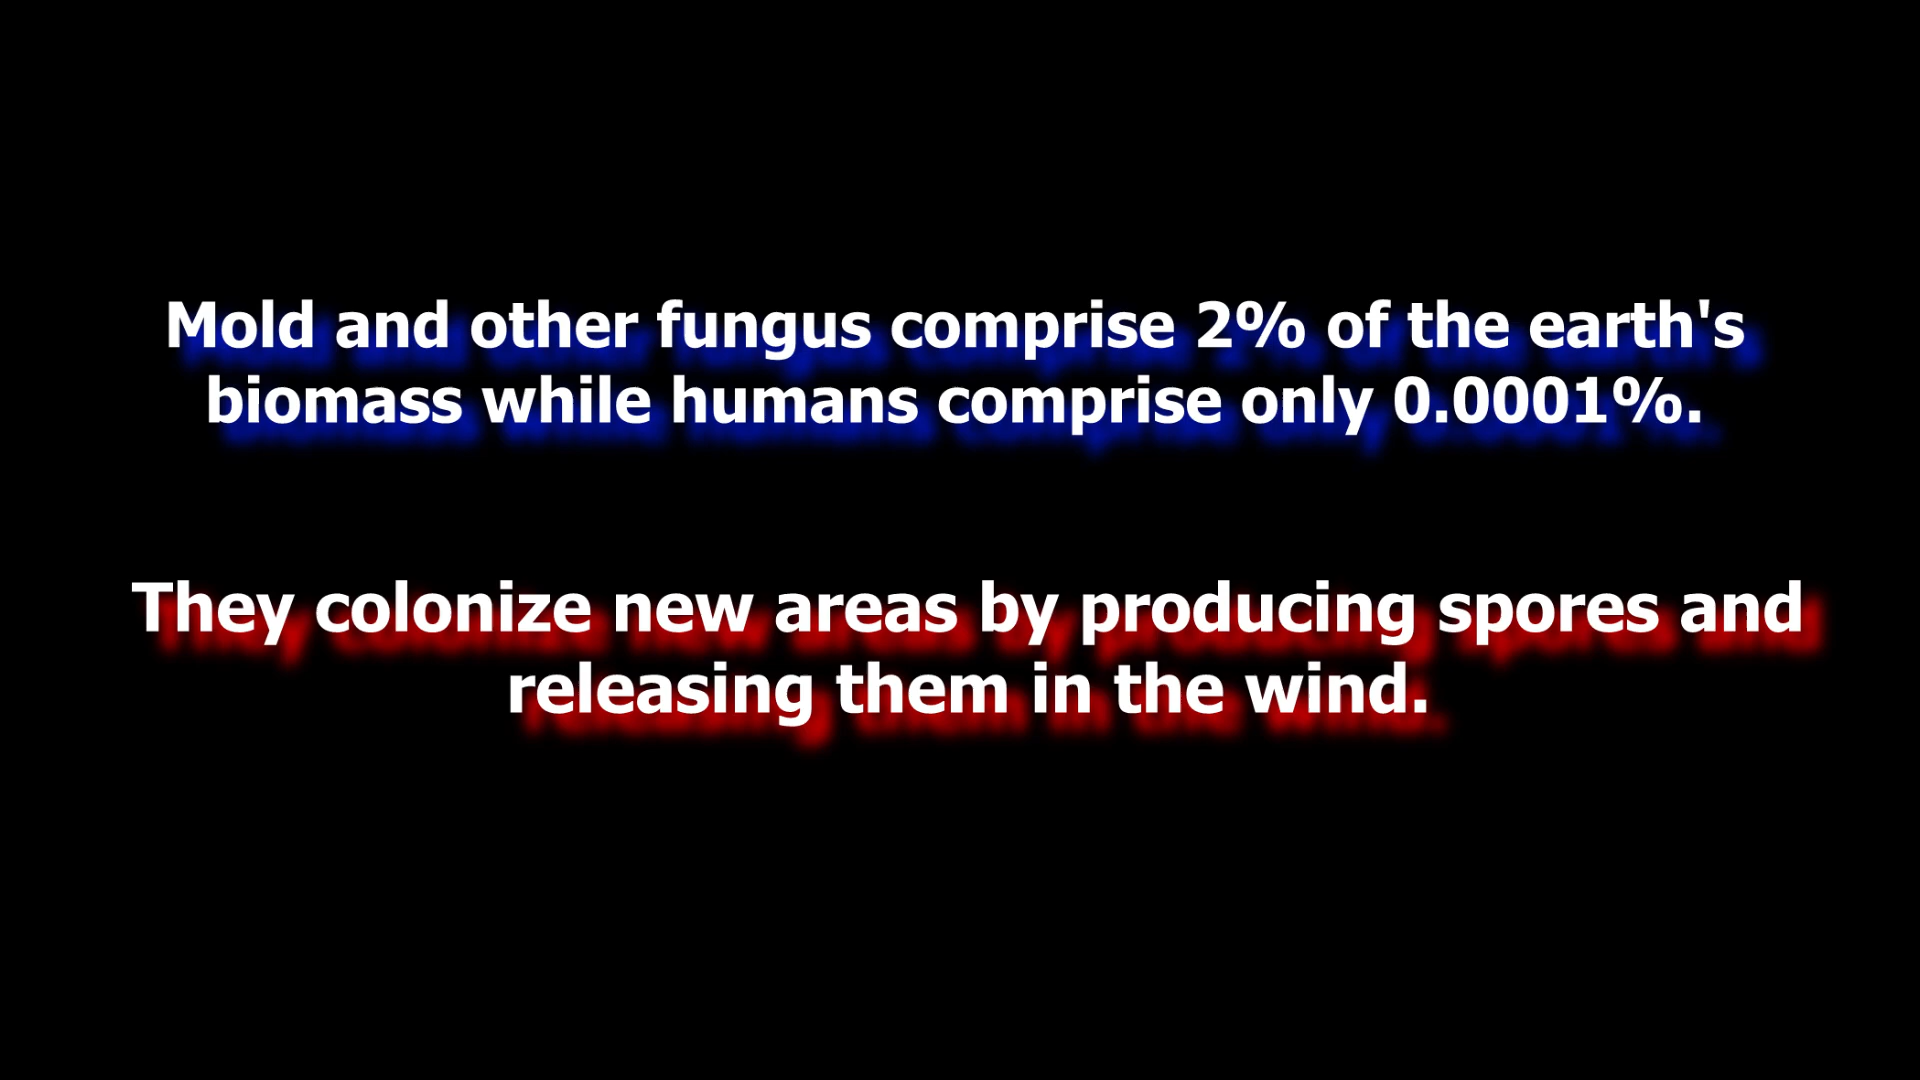 Mold and other fungus comprise 2% of the earth's
biomass while humans comprise only 0.0001%.
They colonize new areas by producing spores and
releasing them in the wind.